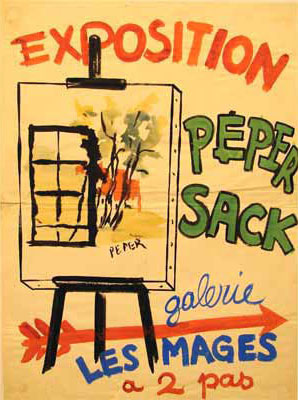 EXPOSITION
PEPER
SACK
PEPER
galerie
LES MAGES
a 2 pas